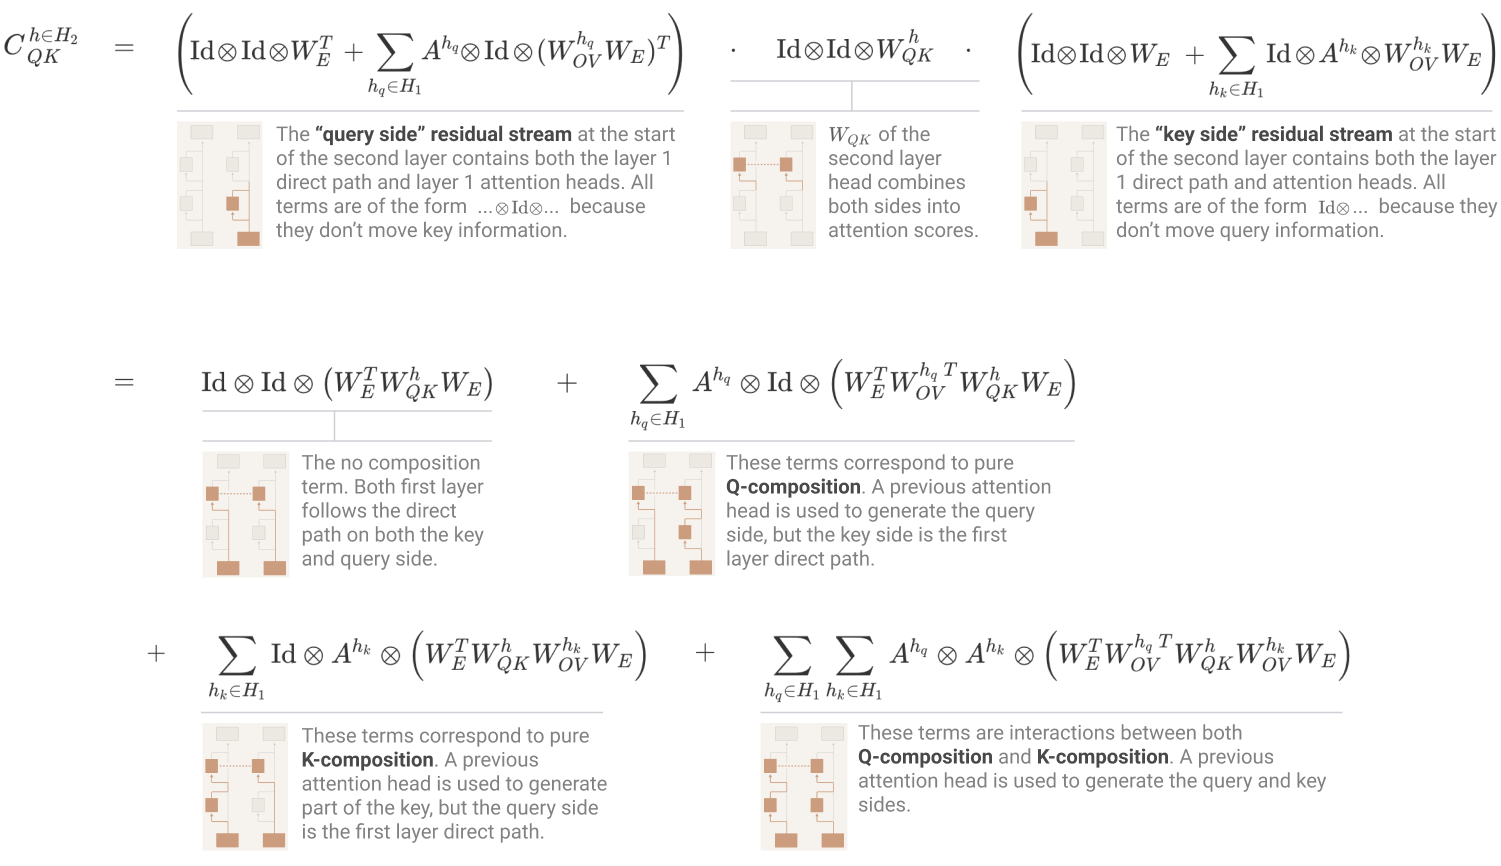 C_{QK}^{h∈H_2} = ( Id⊗Id⊗W_E^T + ∑_{h_q∈H_1} A^{h_q}⊗Id⊗(W_{OV}^{h_q}W_E)^T ) · Id⊗Id⊗W_{QK}^h · ( Id⊗Id⊗W_E + ∑_{h_k∈H_1} Id⊗A^{h_k}⊗W_{OV}^{h_k}W_E )
The “query side” residual stream at the start
of the second layer contains both the layer 1
direct path and layer 1 attention heads. All
terms are of the form ...⊗Id⊗... because
they don’t move key information.
W_{QK} of the
second layer
head combines
both sides into
attention scores.
The “key side” residual stream at the start
of the second layer contains both the layer
1 direct path and attention heads. All
terms are of the form Id⊗... because they
don’t move query information.
= Id ⊗ Id ⊗ (W_E^T W_{QK}^h W_E) + ∑_{h_q∈H_1} A^{h_q} ⊗ Id ⊗ (W_E^T W_{OV}^{h_q T} W_{QK}^h W_E)
The no composition
term. Both first layer
follows the direct
path on both the key
and query side.
These terms correspond to pure
Q-composition. A previous attention
head is used to generate the query
side, but the key side is the first
layer direct path.
+ ∑_{h_k∈H_1} Id ⊗ A^{h_k} ⊗ (W_E^T W_{QK}^h W_{OV}^{h_k} W_E) + ∑_{h_q∈H_1} ∑_{h_k∈H_1} A^{h_q} ⊗ A^{h_k} ⊗ (W_E^T W_{OV}^{h_q T} W_{QK}^h W_{OV}^{h_k} W_E)
These terms correspond to pure
K-composition. A previous
attention head is used to generate
part of the key, but the query side
is the first layer direct path.
These terms are interactions between both
Q-composition and K-composition. A previous
attention head is used to generate the query and key
sides.